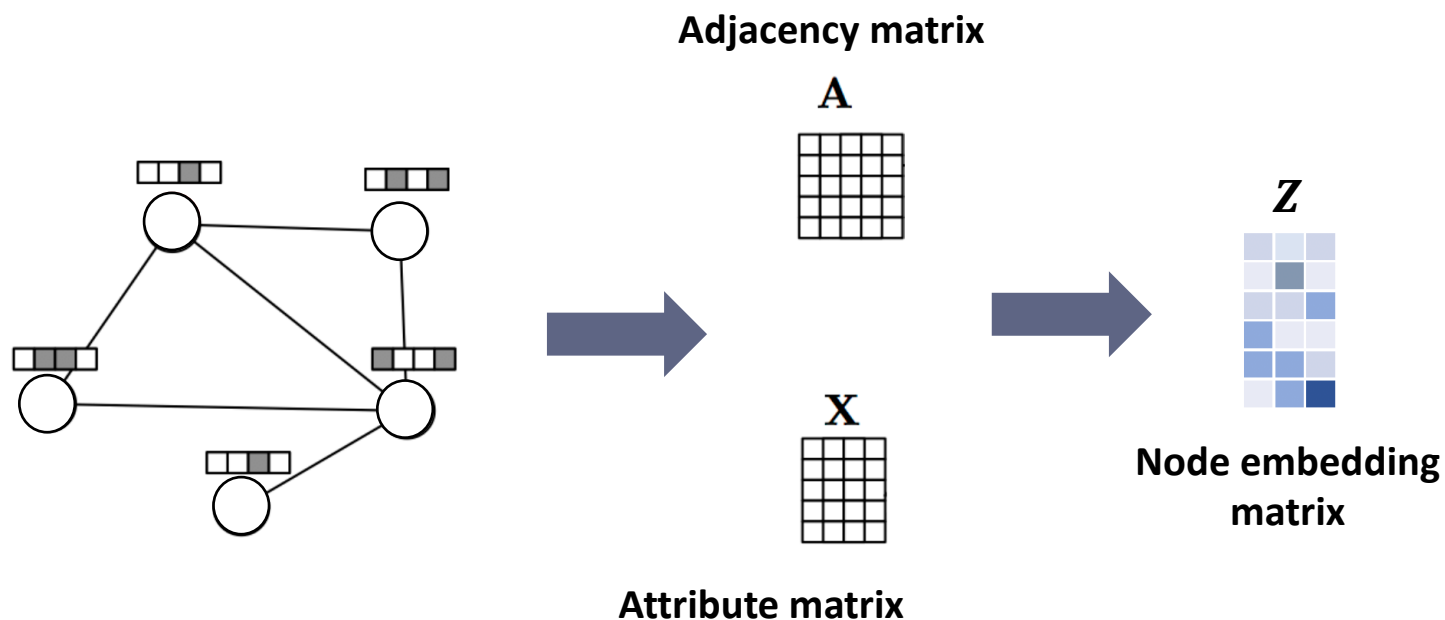 Adjacency matrix
A
Z
X
Node embedding
matrix
Attribute matrix